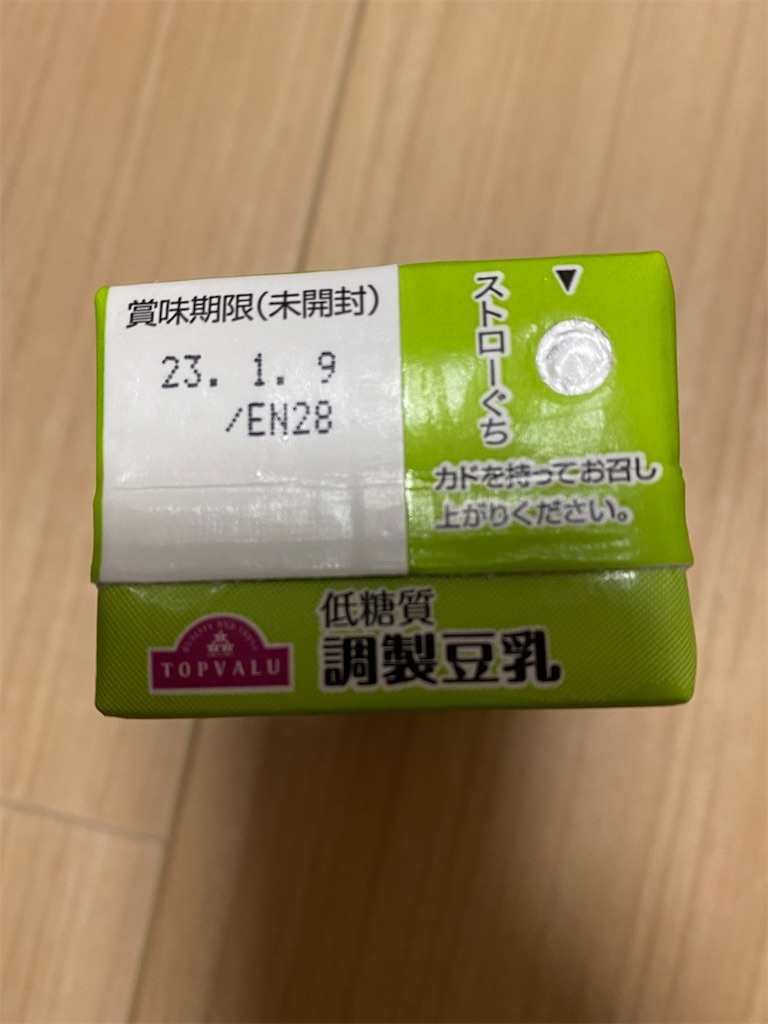 賞味期限(未開封)
23. 1. 9
/EN28
ストローぐち
カドを持ってお召し
上がりください。
TOPVALU
低糖質
調製豆乳